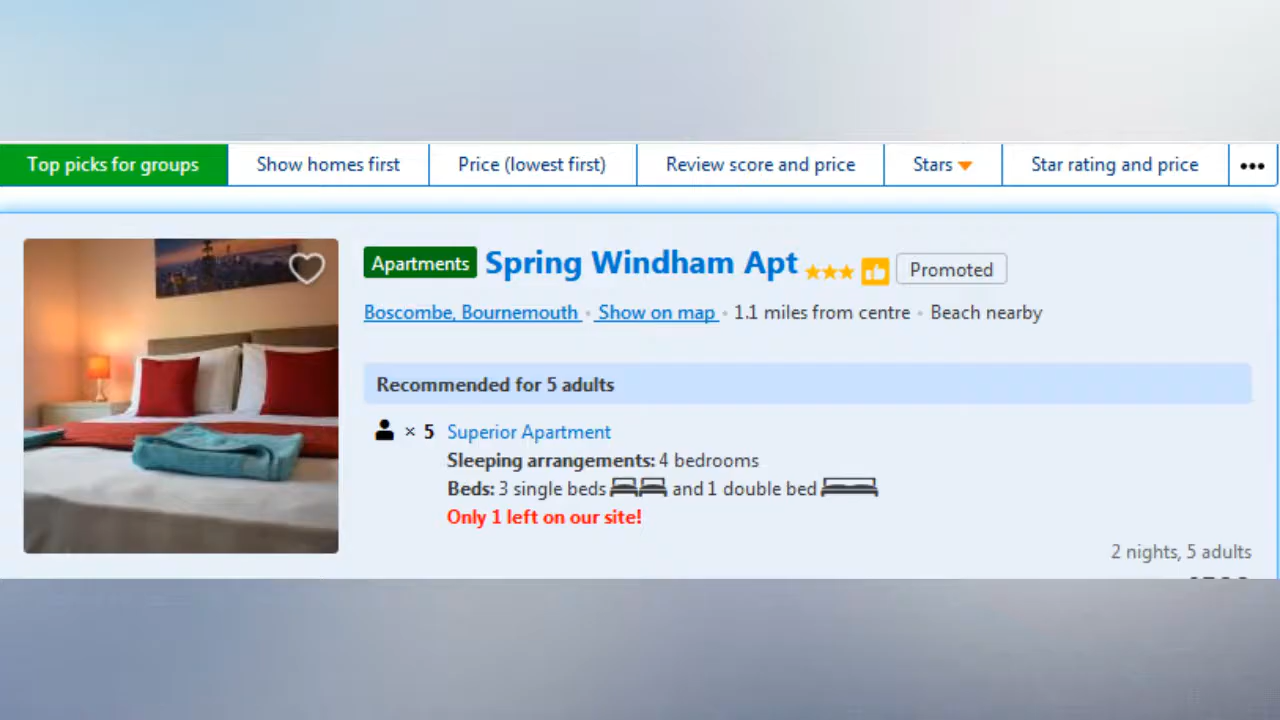 Top picks for groups Show homes first Price (lowest first) Review score and price Stars Star rating and price •••
Apartments Spring Windham Apt Promoted
Boscombe, Bournemouth • Show on map • 1.1 miles from centre • Beach nearby
Recommended for 5 adults
× 5 Superior Apartment
Sleeping arrangements: 4 bedrooms
Beds: 3 single beds and 1 double bed
Only 1 left on our site!
2 nights, 5 adults